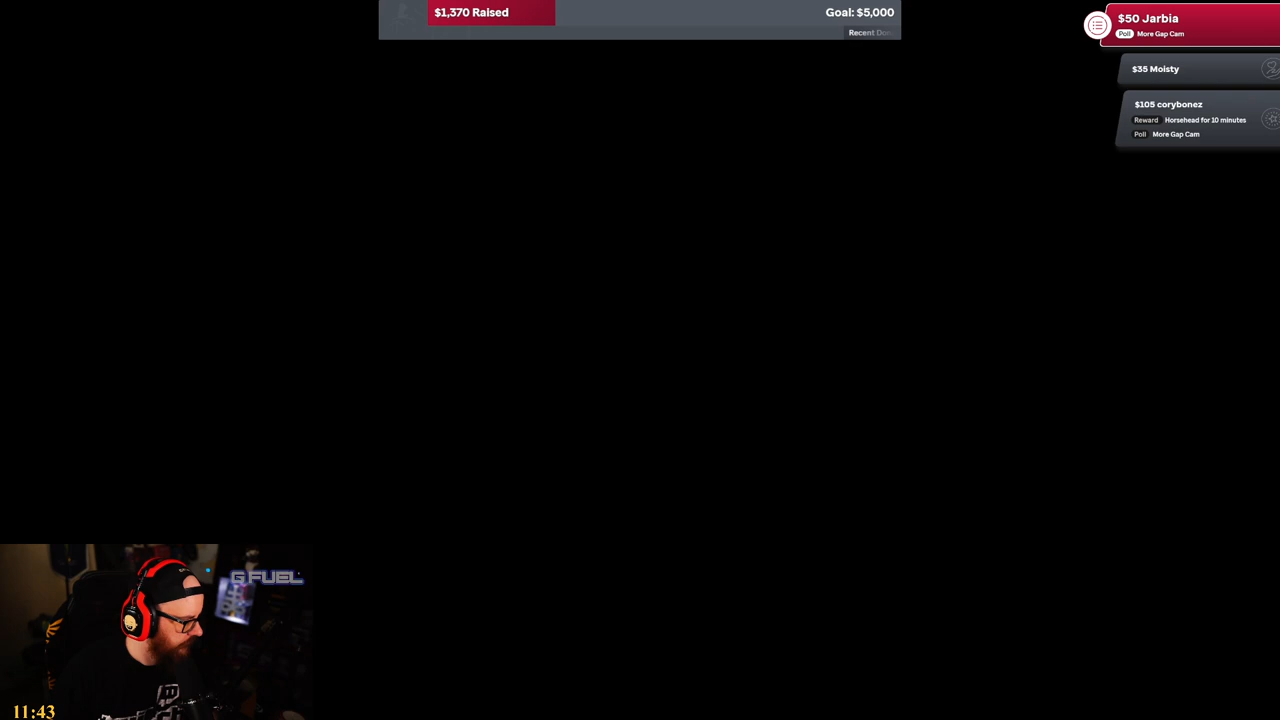 $1,370 Raised
Goal: $5,000
Recent
$50 Jarbia
Poll More Gap Cam
$35 Moisty
$105 corybonez
Reward Horsehead for 10 minutes
Poll More Gap Cam
G FUEL
11:43